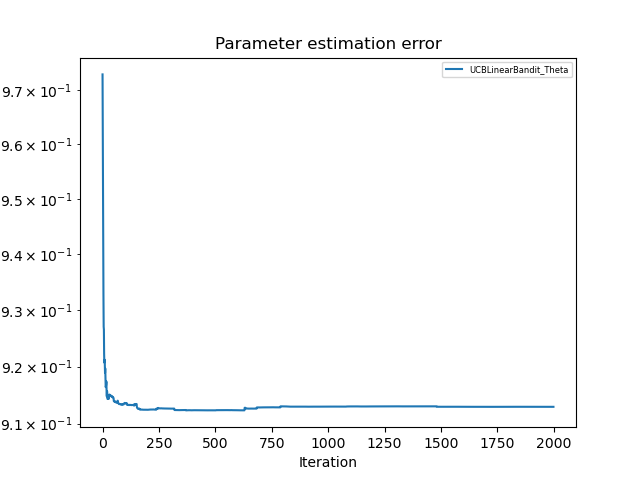 Parameter estimation error
UCBLinearBandit_Theta
9.7 × 10⁻¹
9.6 × 10⁻¹
9.5 × 10⁻¹
9.4 × 10⁻¹
9.3 × 10⁻¹
9.2 × 10⁻¹
9.1 × 10⁻¹
0 250 500 750 1000 1250 1500 1750 2000
Iteration